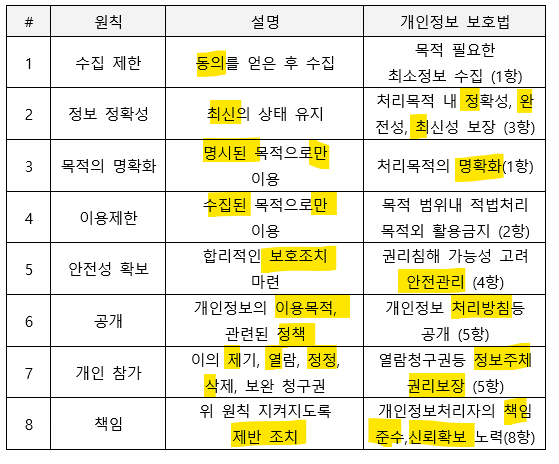 # 원칙 설명 개인정보 보호법
1 수집 제한 동의를 얻은 후 수집 목적 필요한
최소정보 수집 (1항)
2 정보 정확성 최신의 상태 유지 처리목적 내 정확성, 완
전성, 최신성 보장 (3항)
3 목적의 명확화 명시된 목적으로만
이용 처리목적의 명확화(1항)
4 이용제한 수집된 목적으로만
이용 목적 범위내 적법처리
목적외 활용금지 (2항)
5 안전성 확보 합리적인 보호조치
마련 권리침해 가능성 고려
안전관리 (4항)
6 공개 개인정보의 이용목적,
관련된 정책 개인정보 처리방침등
공개 (5항)
7 개인 참가 이의 제기, 열람, 정정,
삭제, 보완 청구권 열람청구권등 정보주체
권리보장 (5항)
8 책임 위 원칙 지켜지도록
제반 조치 개인정보처리자의 책임
준수,신뢰확보 노력(8항)